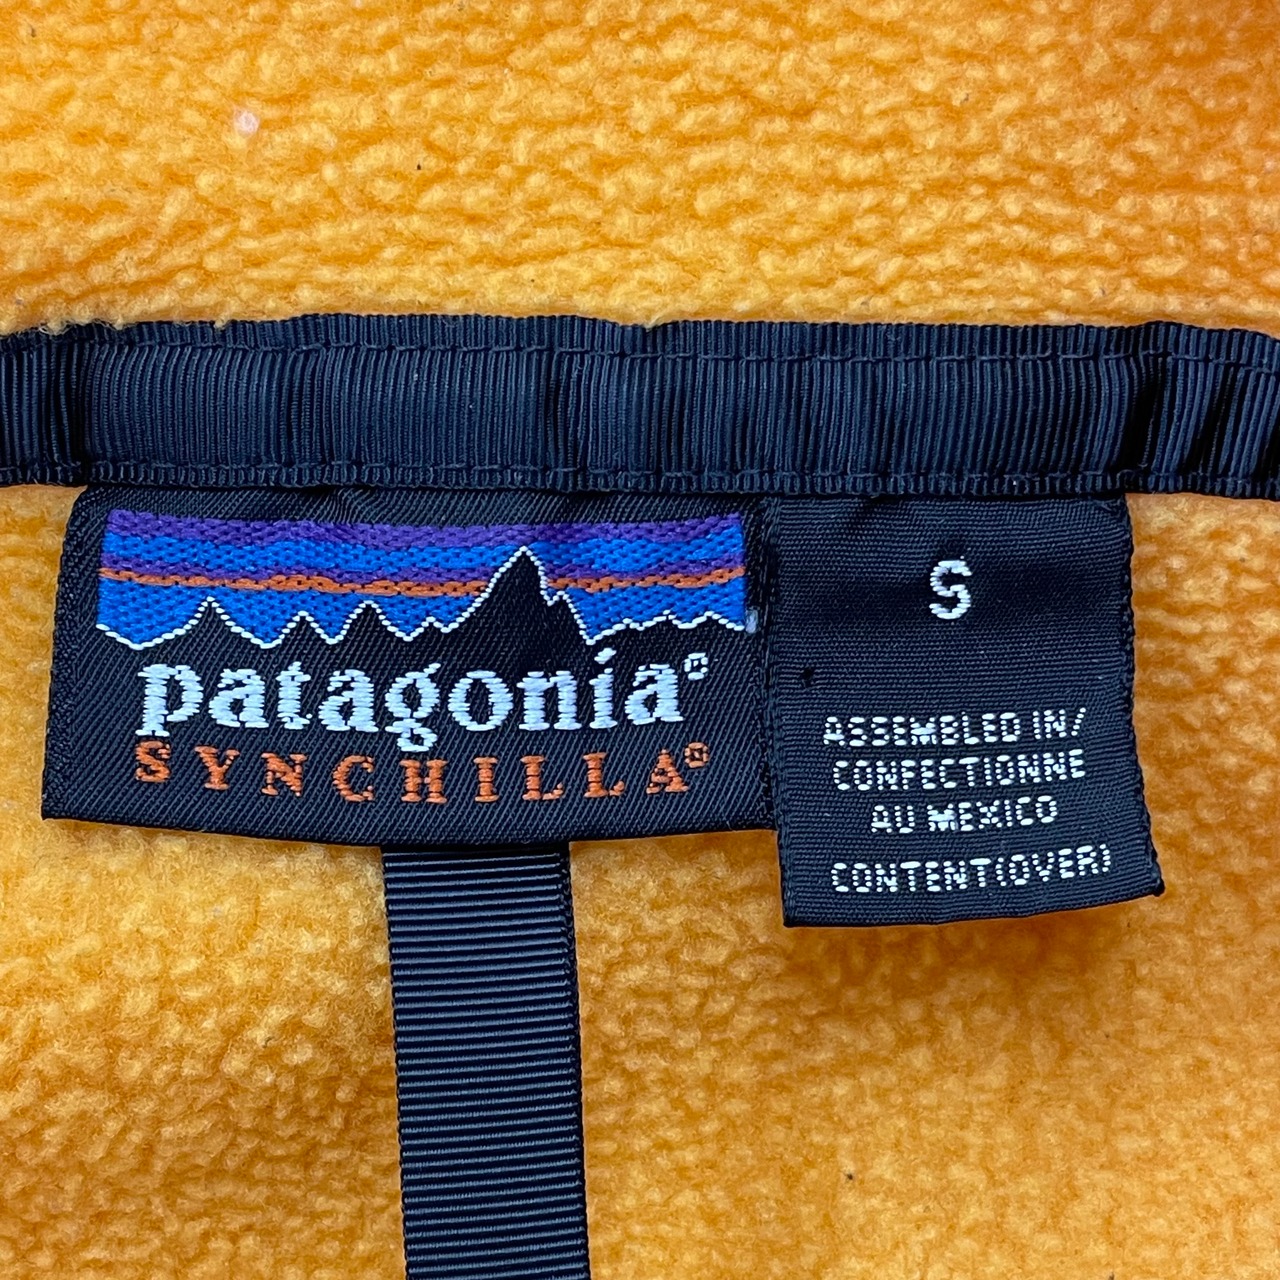 patagonia®
SYNCHILLA®
S
ASSEMBLED IN/
CONFECTIONNE
AU MEXICO
CONTENT(OVER)